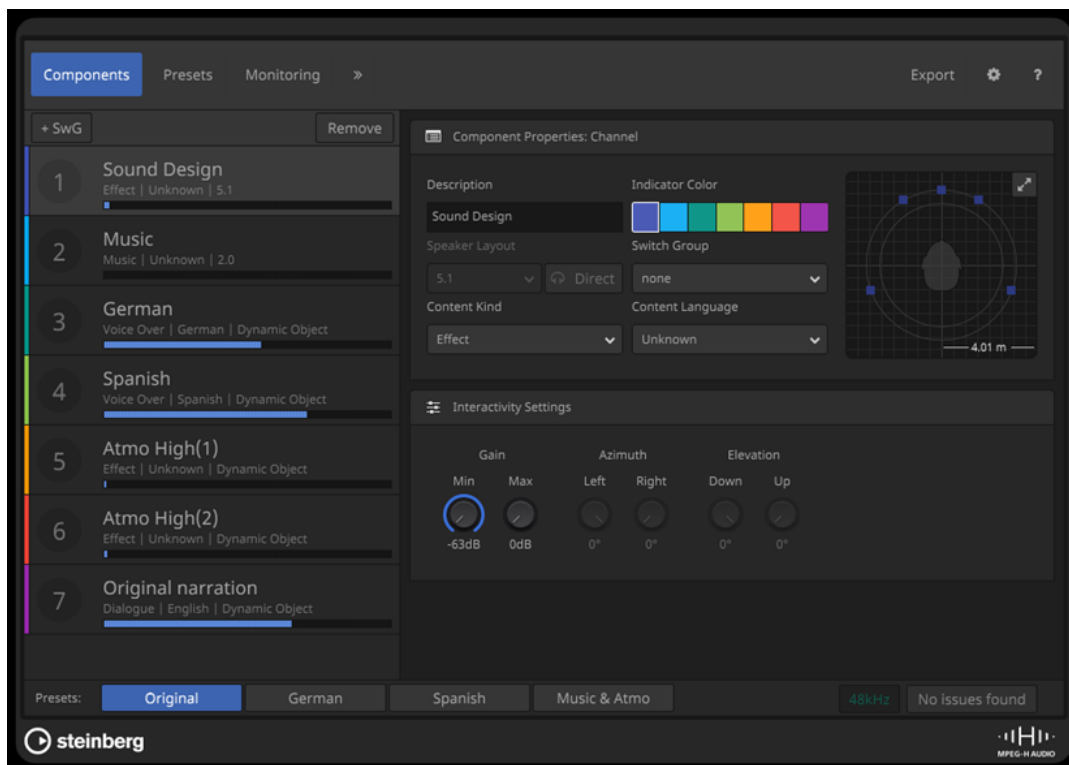 Components Presets Monitoring » Export ?
+ SwG Remove
1
Sound Design
Effect | Unknown | 5.1
2
Music
Music | Unknown | 2.0
3
German
Voice Over | German | Dynamic Object
4
Spanish
Voice Over | Spanish | Dynamic Object
5
Atmo High(1)
Effect | Unknown | Dynamic Object
6
Atmo High(2)
Effect | Unknown | Dynamic Object
7
Original narration
Dialogue | English | Dynamic Object
Component Properties: Channel
Description Indicator Color
Sound Design
Speaker Layout Switch Group
5.1 Direct none
Content Kind Content Language
Effect Unknown
4.01 m
Interactivity Settings
Gain Azimuth Elevation
Min Max Left Right Down Up
-63dB 0dB 0° 0° 0° 0°
Presets: Original German Spanish Music & Atmo 48kHz No issues found
steinberg
MPEG-H AUDIO